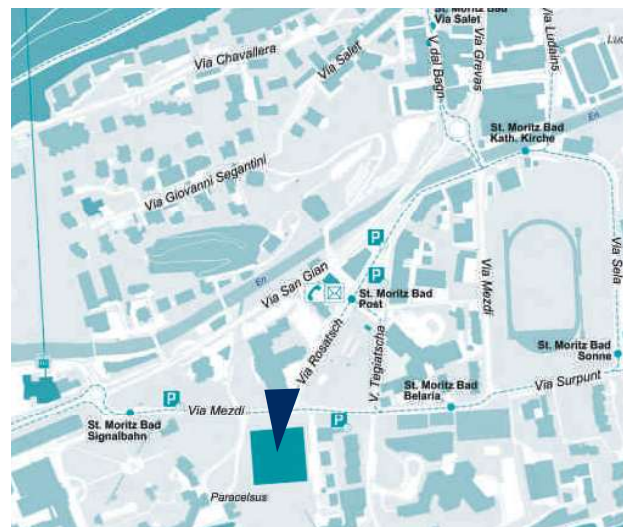 St. Moritz Bad
Via Salet
Via Ludains
Via Chavallera
Via Salet
V. dal Bagn
Via Grevas
En
St. Moritz Bad
Kath. Kirche
Via Giovanni Segantini
P
En
Via San Gian
P
St. Moritz Bad
Post
Via Mezdi
Via Sela
Via Rosatsch
V. Tegiatscha
St. Moritz Bad
Sonne
Via Surpunt
St. Moritz Bad
Belaria
P
Via Mezdi
P
St. Moritz Bad
Signalbahn
Paracelsus